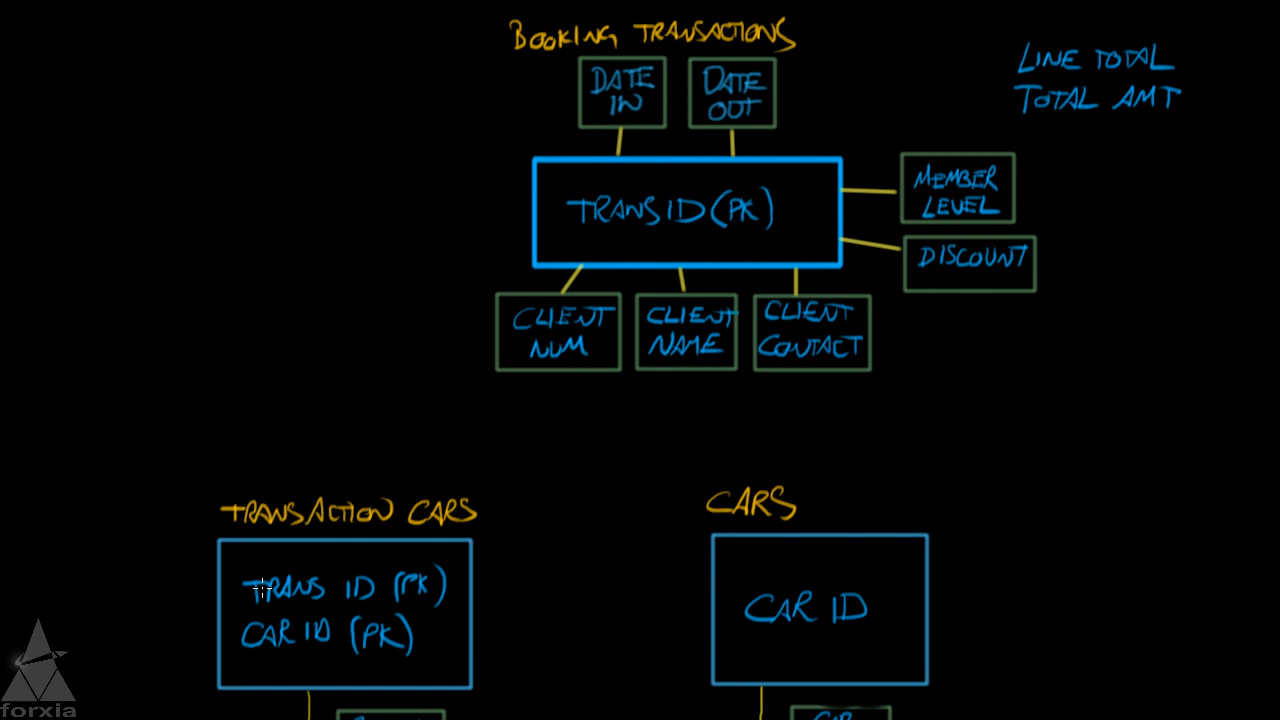 BOOKING TRANSACTIONS
LINE TOTAL
TOTAL AMT
DATE IN
DATE OUT
TRANS ID (PK)
MEMBER LEVEL
DISCOUNT
CLIENT NUM
CLIENT NAME
CLIENT CONTACT
TRANSACTION CARS
TRANS ID (PK)
CAR ID (PK)
CARS
CAR ID
CAR
forxia